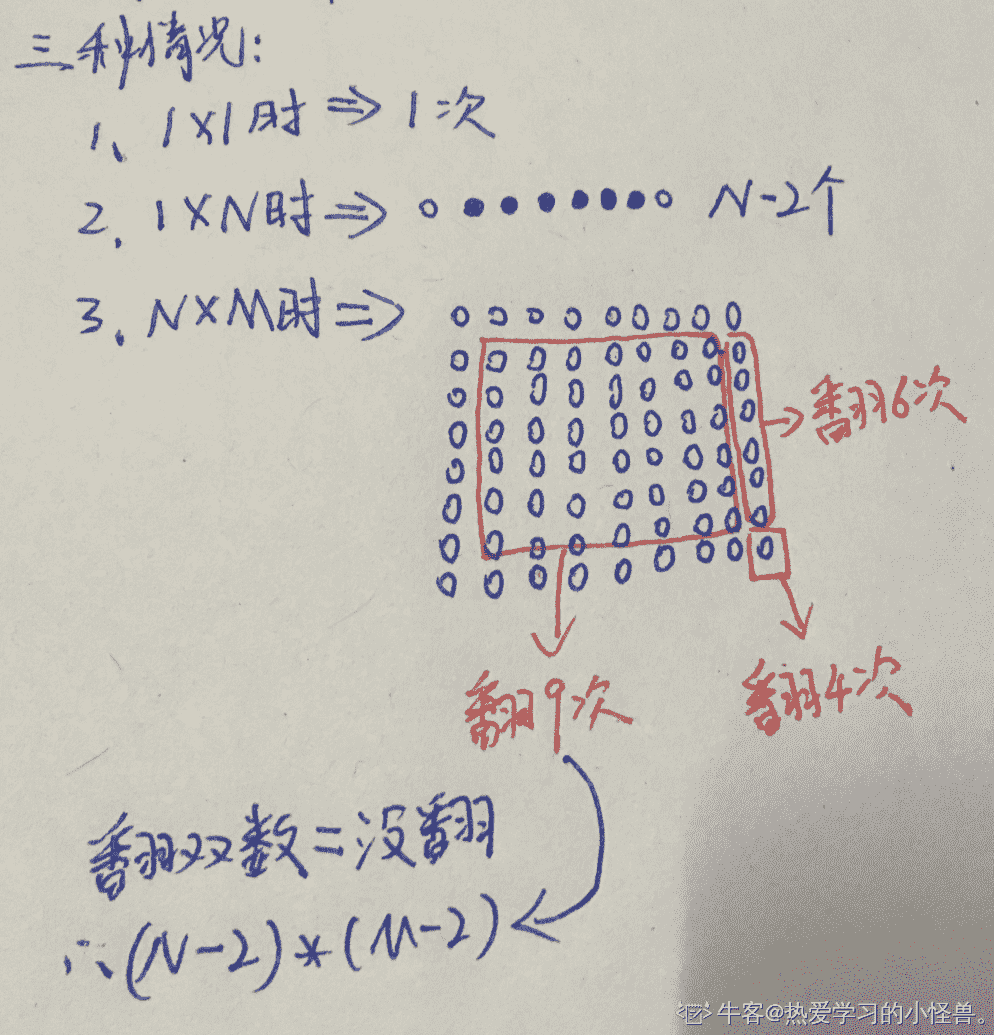 三种情况:
1、1×1时⇒1次
2、1×N时⇒ N-2个
3、N×M时⇒
翻6次
翻9次
翻4次
翻双数=没翻
∴(N-2)*(M-2)
牛客@热爱学习的小怪兽。